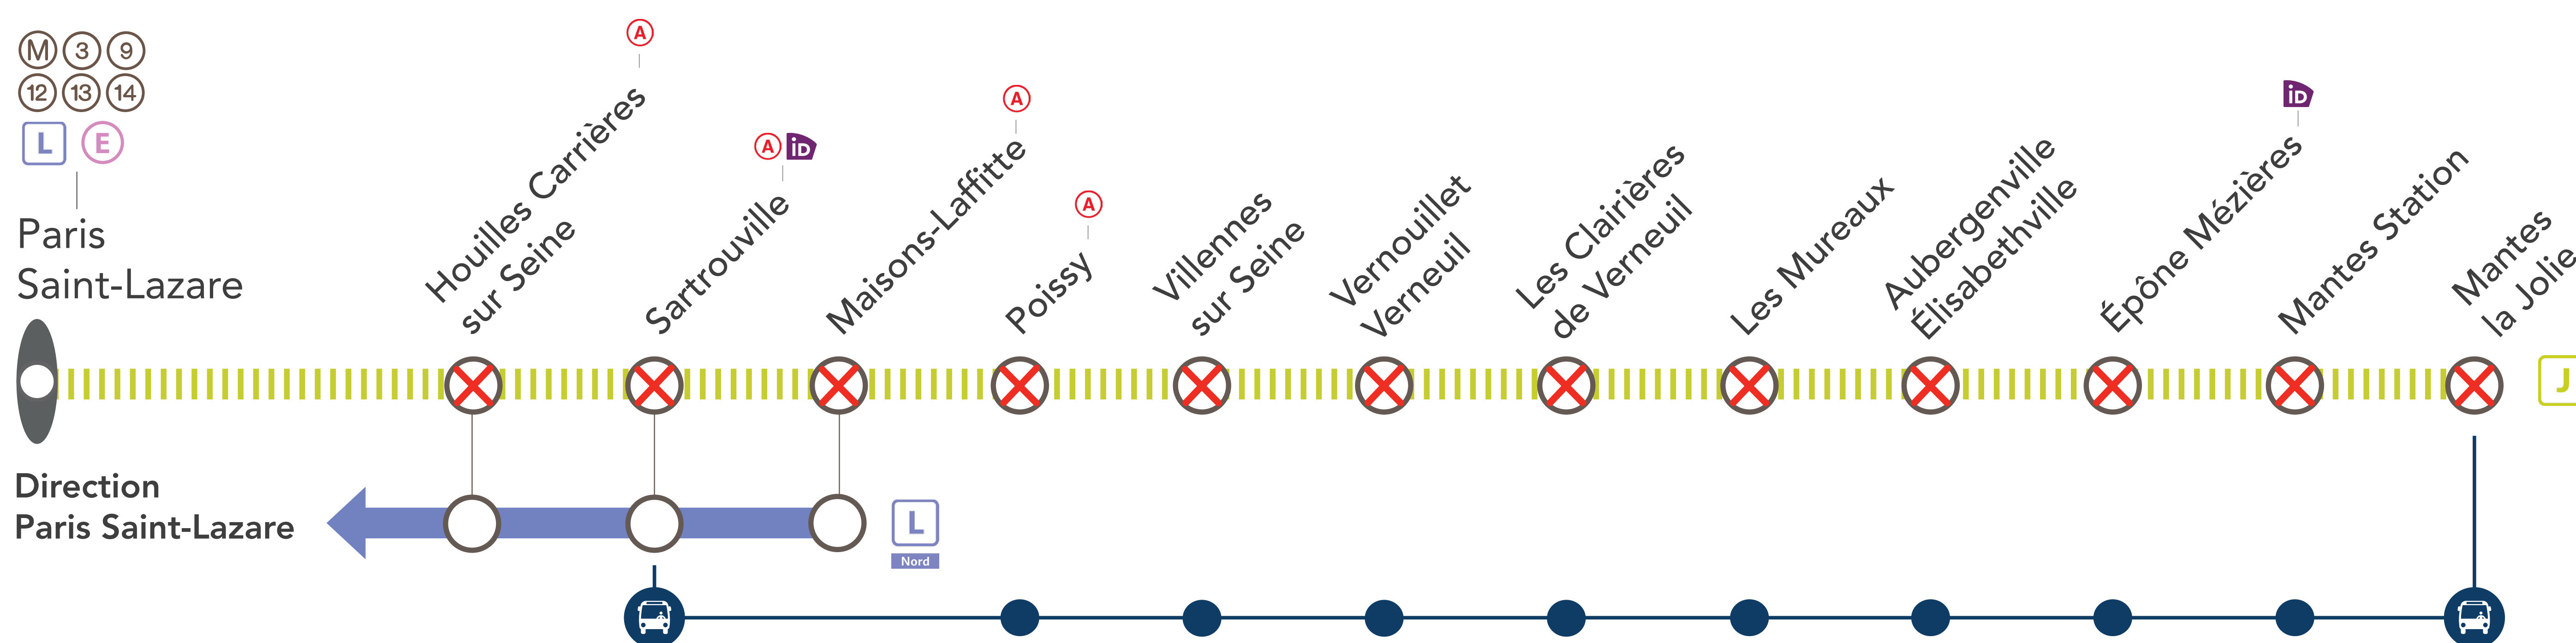 M 3 9
12 13 14
L E
Paris
Saint-Lazare
A
Houilles Carrières
sur Seine
A iD
Sartrouville
A
Maisons-Laffitte
A
Poissy
Villennes
sur Seine
Vernouillet
Verneuil
Les Clairières
de Verneuil
Les Mureaux
Aubergenville
Élisabethville
iD
Épône Mézières
Mantes Station
Mantes
la Jolie
J
Direction
Paris Saint-Lazare
L
Nord